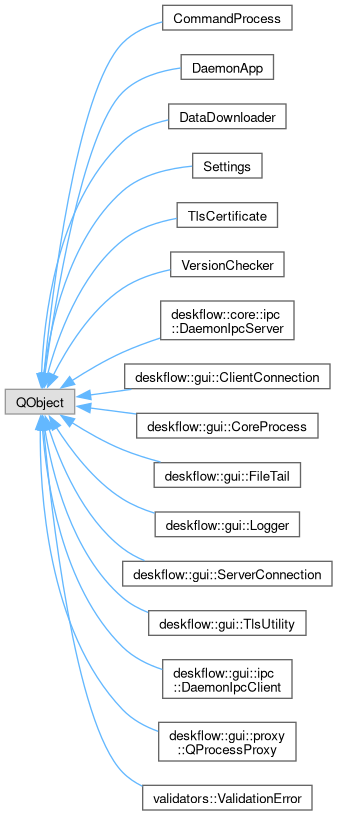 CommandProcess
DaemonApp
DataDownloader
Settings
TlsCertificate
VersionChecker
deskflow::core::ipc
::DaemonIpcServer
deskflow::gui::ClientConnection
QObject
deskflow::gui::CoreProcess
deskflow::gui::FileTail
deskflow::gui::Logger
deskflow::gui::ServerConnection
deskflow::gui::TlsUtility
deskflow::gui::ipc
::DaemonIpcClient
deskflow::gui::proxy
::QProcessProxy
validators::ValidationError